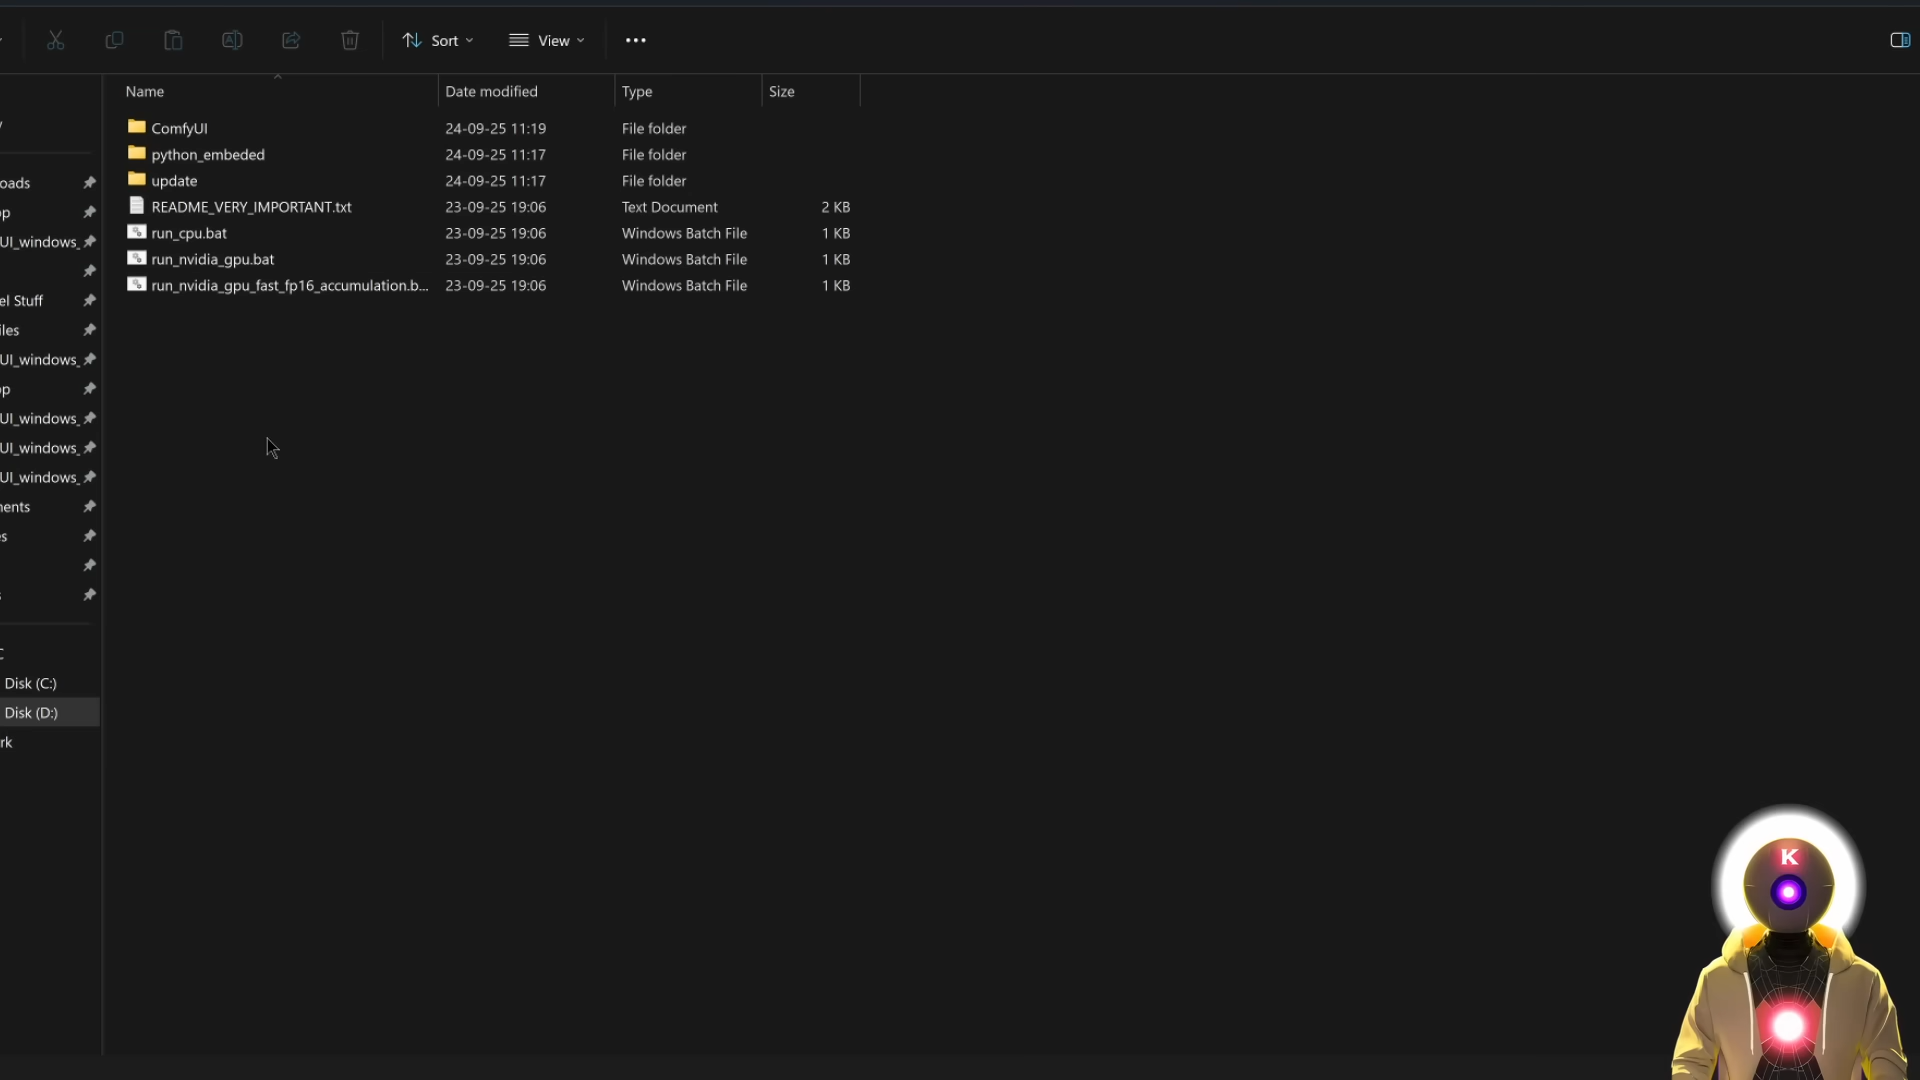 Sort
View
Name Date modified Type Size
ComfyUI 24-09-25 11:19 File folder
python_embeded 24-09-25 11:17 File folder
update 24-09-25 11:17 File folder
README_VERY_IMPORTANT.txt 23-09-25 19:06 Text Document 2 KB
run_cpu.bat 23-09-25 19:06 Windows Batch File 1 KB
run_nvidia_gpu.bat 23-09-25 19:06 Windows Batch File 1 KB
run_nvidia_gpu_fast_fp16_accumulation.b... 23-09-25 19:06 Windows Batch File 1 KB
oads
op
UI_windows_
el Stuff
iles
UI_windows_
op
UI_windows_
UI_windows_
UI_windows_
nents
es
Disk (C:)
Disk (D:)
rk
K